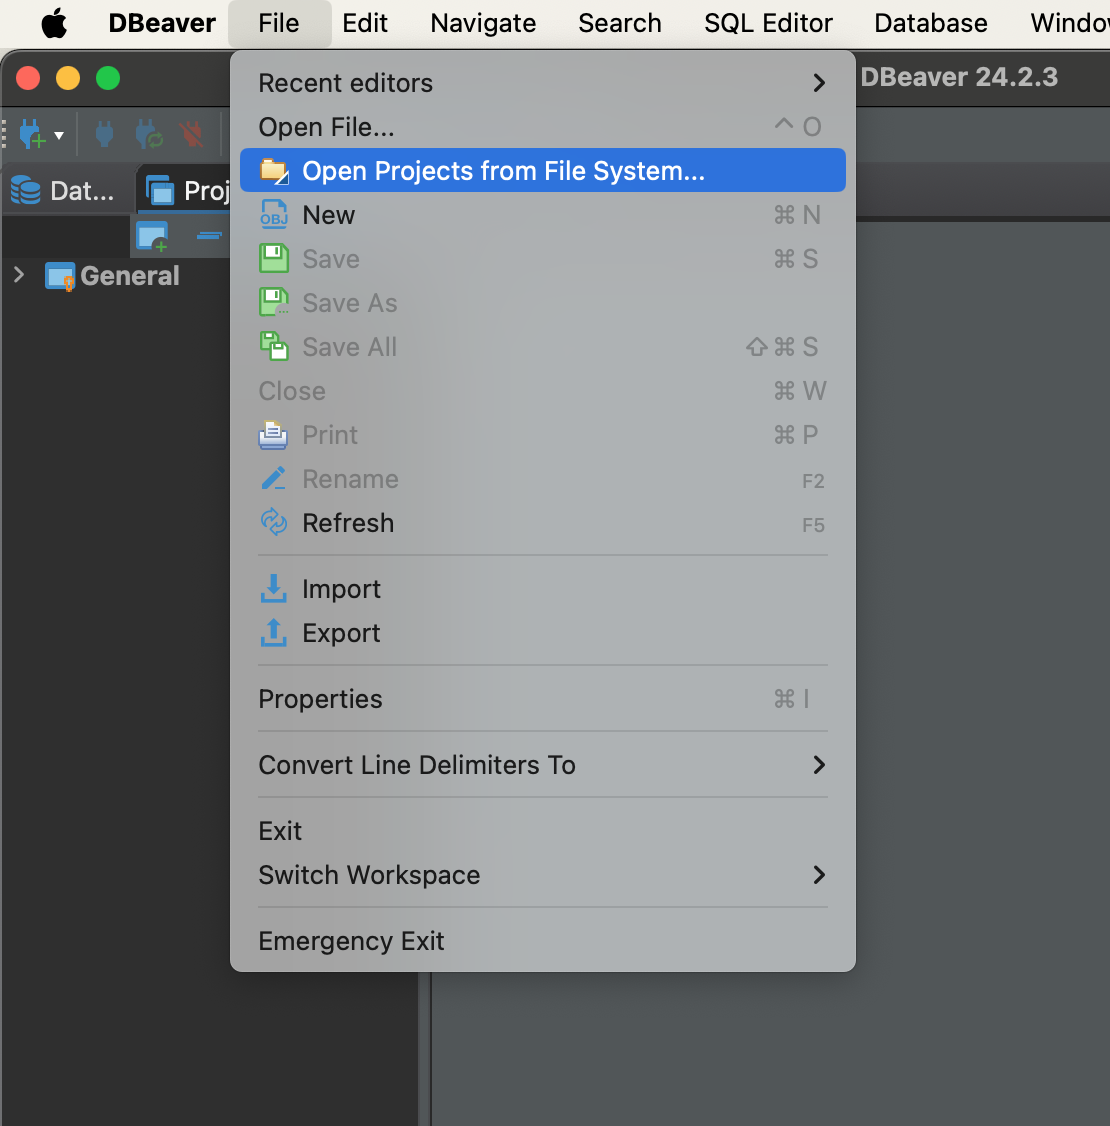 DBeaver File Edit Navigate Search SQL Editor Database Window
DBeaver 24.2.3
Dat... Proj
General
Recent editors
Open File... ⌃ O
Open Projects from File System...
OBJ New ⌘ N
Save ⌘ S
Save As
Save All ⇧ ⌘ S
Close ⌘ W
Print ⌘ P
Rename F2
Refresh F5
Import
Export
Properties ⌘ I
Convert Line Delimiters To
Exit
Switch Workspace
Emergency Exit